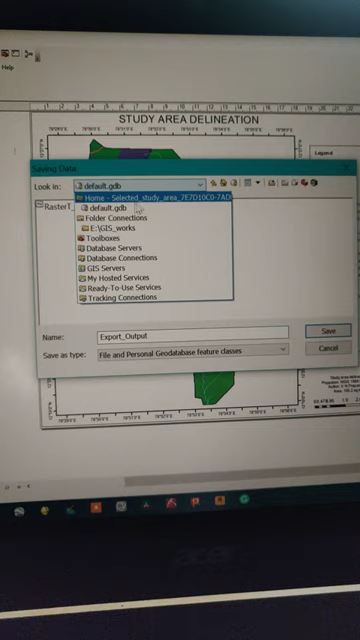 Help
STUDY AREA DELINEATION
Legend
Saving Data
Look in:
default.gdb
Home - Selected_study_area_7E7D10C0-7AD
default.gdb
Folder Connections
E:\GIS_works
Toolboxes
Database Servers
Database Connections
GIS Servers
My Hosted Services
Ready-To-Use Services
Tracking Connections
RasterT
Name:
Export_Output
Save
Save as type:
File and Personal Geodatabase feature classes
Cancel
acer